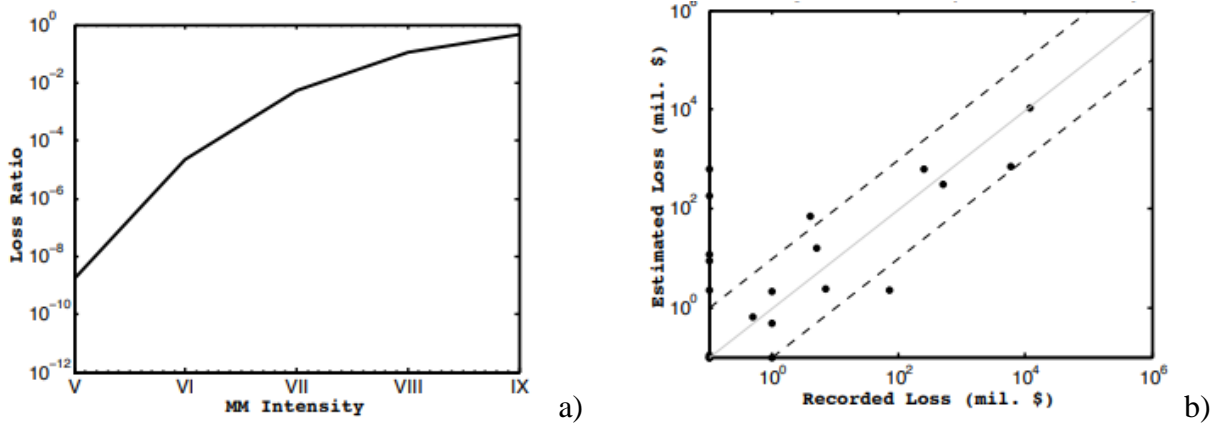 10^0
10^-2
10^-4
10^-6
10^-8
10^-10
10^-12
Loss Ratio
V VI VII VIII IX
MM Intensity
a)
10^4
10^2
10^0
Estimated Loss (mil. $)
10^0 10^2 10^4 10^6
Recorded Loss (mil. $)
b)